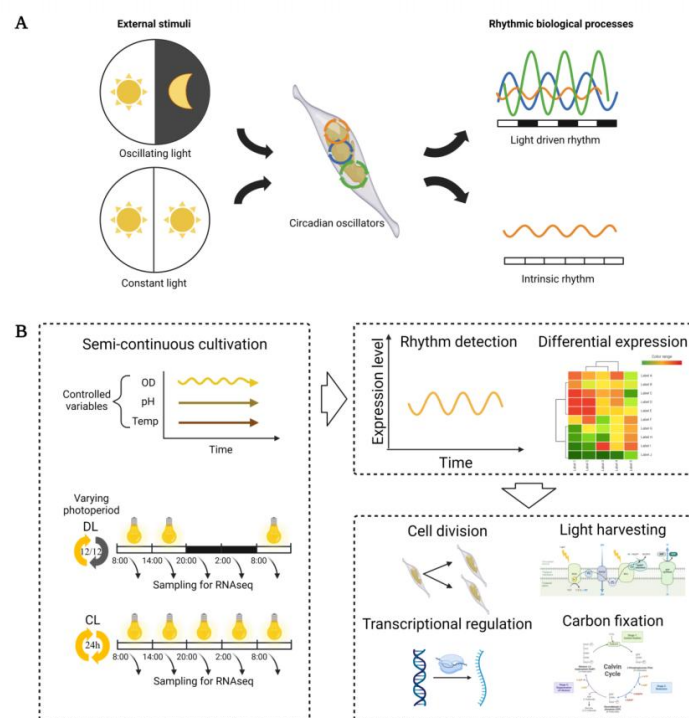 A
External stimuli
Rhythmic biological processes
Oscillating light
Circadian oscillators
Light driven rhythm
Constant light
Intrinsic rhythm
B
Semi-continuous cultivation
Controlled
variables
OD
pH
Temp
Time
Rhythm detection
Differential expression
Expression level
Time
Color range
Varying
photoperiod
DL
12/12
8:00 14:00 20:00 2:00 8:00
Sampling for RNAseq
CL
24h
8:00 14:00 20:00 2:00 8:00
Sampling for RNAseq
Cell division
Light harvesting
Transcriptional regulation
Carbon fixation
Calvin
Cycle